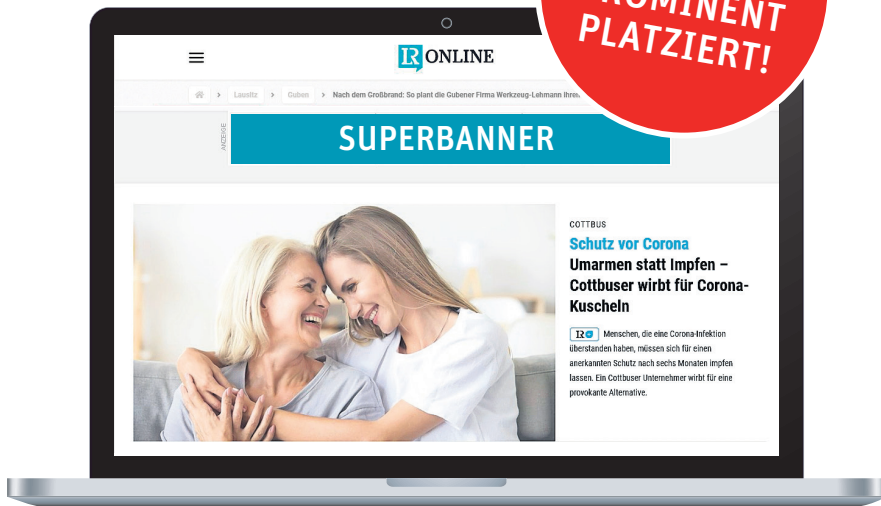 PLATZIERT!
LR ONLINE
Lausitz > Guben > Nach dem Großbrand: So plant die Gubener Firma Werkzeug-Lehmann
ANZEIGE
SUPERBANNER
COTTBUS
Schutz vor Corona
Umarmen statt Impfen –
Cottbuser wirbt für Corona-
Kuscheln
LR Menschen, die eine Corona-Infektion
überstanden haben, müssen sich für einen
anerkannten Schutz nach sechs Monaten impfen
lassen. Ein Cottbuser Unternehmer wirbt für eine
provokante Alternative.